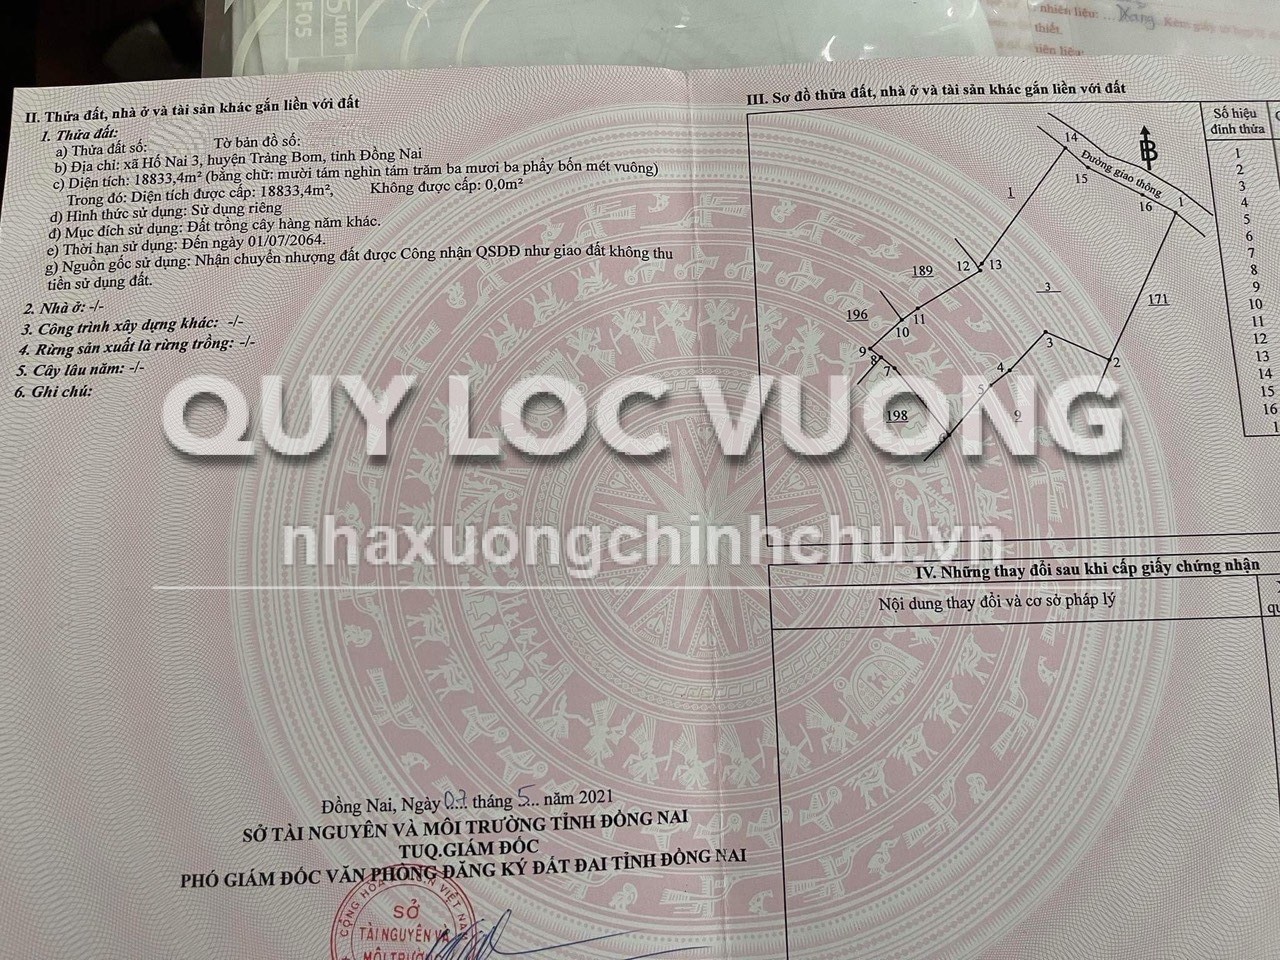 5µm
F05
nhiên liệu: ...
thiết.
II. Thửa đất, nhà ở và tài sản khác gắn liền với đất
1. Thửa đất:
a) Thửa đất số: Tờ bản đồ số:
b) Địa chỉ: xã Hố Nai 3, huyện Trảng Bom, tỉnh Đồng Nai
c) Diện tích: 18833,4m² (bằng chữ: mười tám nghìn tám trăm ba mươi ba phẩy bốn mét vuông)
Trong đó: Diện tích được cấp: 18833,4m², Không được cấp: 0,0m²
d) Hình thức sử dụng: Sử dụng riêng
đ) Mục đích sử dụng: Đất trồng cây hàng năm khác.
e) Thời hạn sử dụng: Đến ngày 01/07/2064.
g) Nguồn gốc sử dụng: Nhận chuyển nhượng đất được Công nhận QSDĐ như giao đất không thu
tiền sử dụng đất.
2. Nhà ở: -/-
3. Công trình xây dựng khác: -/-
4. Rừng sản xuất là rừng trồng: -/-
5. Cây lâu năm: -/-
6. Ghi chú:
Đồng Nai, Ngày 07 tháng 5 năm 2021
SỞ TÀI NGUYÊN VÀ MÔI TRƯỜNG TỈNH ĐỒNG NAI
TUQ.GIÁM ĐỐC
PHÓ GIÁM ĐỐC VĂN PHÒNG ĐĂNG KÝ ĐẤT ĐAI TỈNH ĐỒNG NAI
SỞ
TÀI NGUYÊN VÀ
MÔI TRƯỜNG
III. Sơ đồ thửa đất, nhà ở và tài sản khác gắn liền với đất
B
14
Đường giao thông
15
16
1
1
12
13
189
3
171
196
11
10
9
8
7
3
2
4
5
9
198
6
Số hiệu
đỉnh thửa
1
2
3
4
5
6
7
8
9
10
11
12
13
14
15
16
1
IV. Những thay đổi sau khi cấp giấy chứng nhận
Nội dung thay đổi và cơ sở pháp lý
QUY LOC VUONG
nhaxuongchinhchu.vn